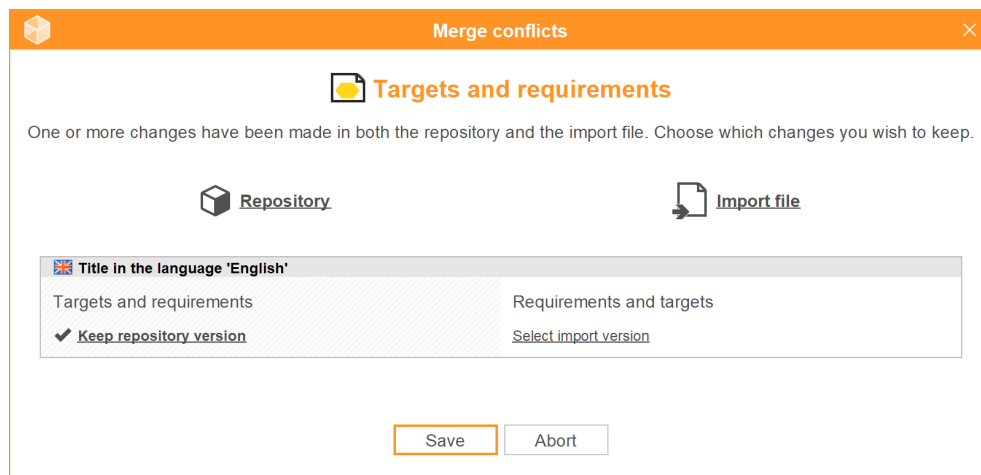 Merge conflicts
Targets and requirements
One or more changes have been made in both the repository and the import file. Choose which changes you wish to keep.
Repository
Import file
Title in the language 'English'
Targets and requirements
Requirements and targets
Keep repository version
Select import version
Save
Abort